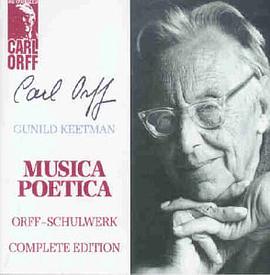 CARL
ORFF
Carl Orff
GUNILD KEETMAN
MUSICA
POETICA
ORFF-SCHULWERK
COMPLETE EDITION